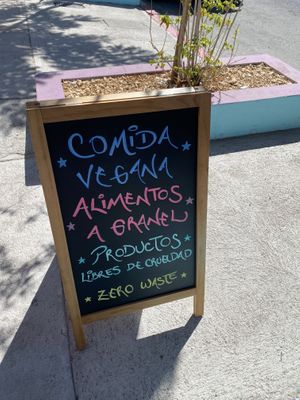 COMIDA
VEGANA
ALIMENTOS
A GRANEL
PRODUCTOS
LIBRES DE CRUELDAD
ZERO WASTE